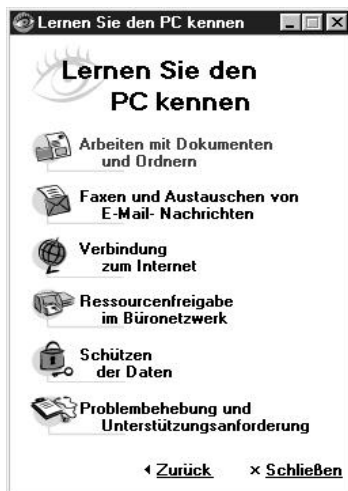 Lernen Sie den PC kennen
Lernen Sie den
PC kennen
Arbeiten mit Dokumenten
und Ordnern
Faxen und Austauschen von
E-Mail- Nachrichten
Verbindung
zum Internet
Ressourcenfreigabe
im Büronetzwerk
Schützen
der Daten
Problembehebung und
Unterstützungsanforderung
Zurück × Schließen